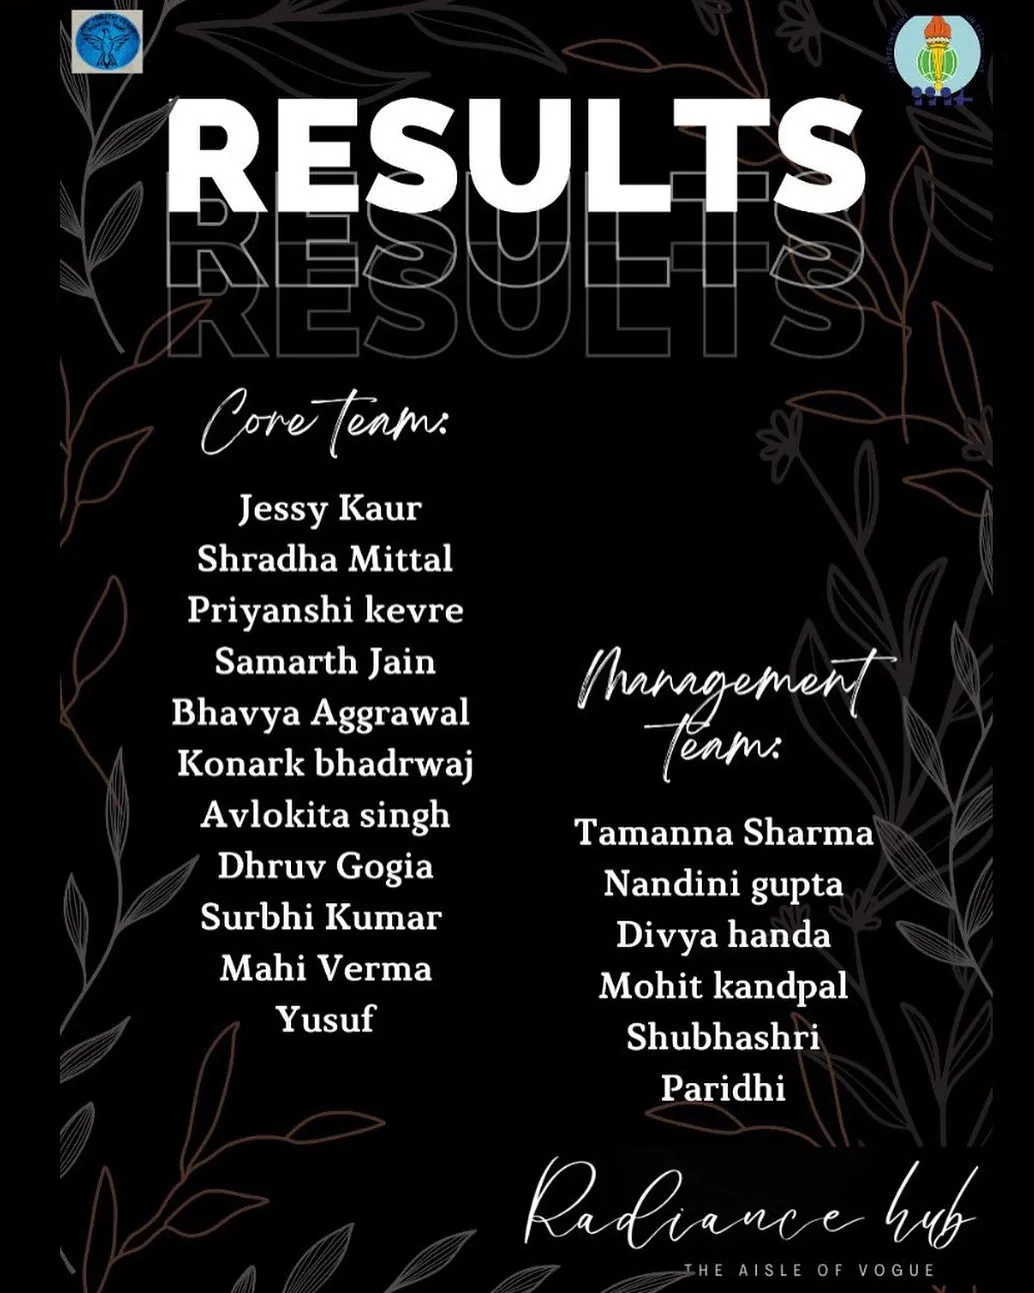 RESULTS
RESULTS
RESULTS
Core Team:
Jessy Kaur
Shradha Mittal
Priyanshi kevre
Samarth Jain
Bhavya Aggrawal
Konark bhadrwaj
Avlokita singh
Dhruv Gogia
Surbhi Kumar
Mahi Verma
Yusuf
Management
Team:
Tamanna Sharma
Nandini gupta
Divya handa
Mohit kandpal
Shubhashri
Paridhi
Radiance hub
THE AISLE OF VOGUE